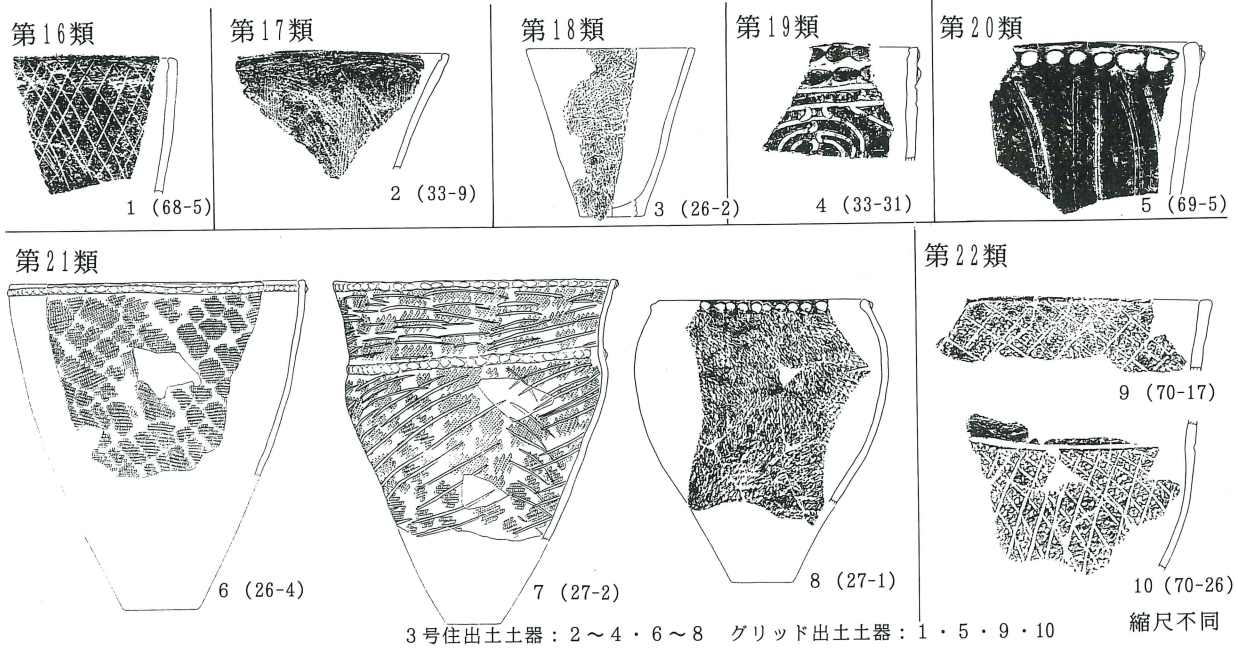 第16類
第17類
第18類
第19類
第20類
1 (68-5)
2 (33-9)
3 (26-2)
4 (33-31)
5 (69-5)
第21類
第22類
6 (26-4)
7 (27-2)
8 (27-1)
9 (70-17)
10 (70-26)
3号住出土土器：2～4・6～8 グリッド出土土器：1・5・9・10
縮尺不同